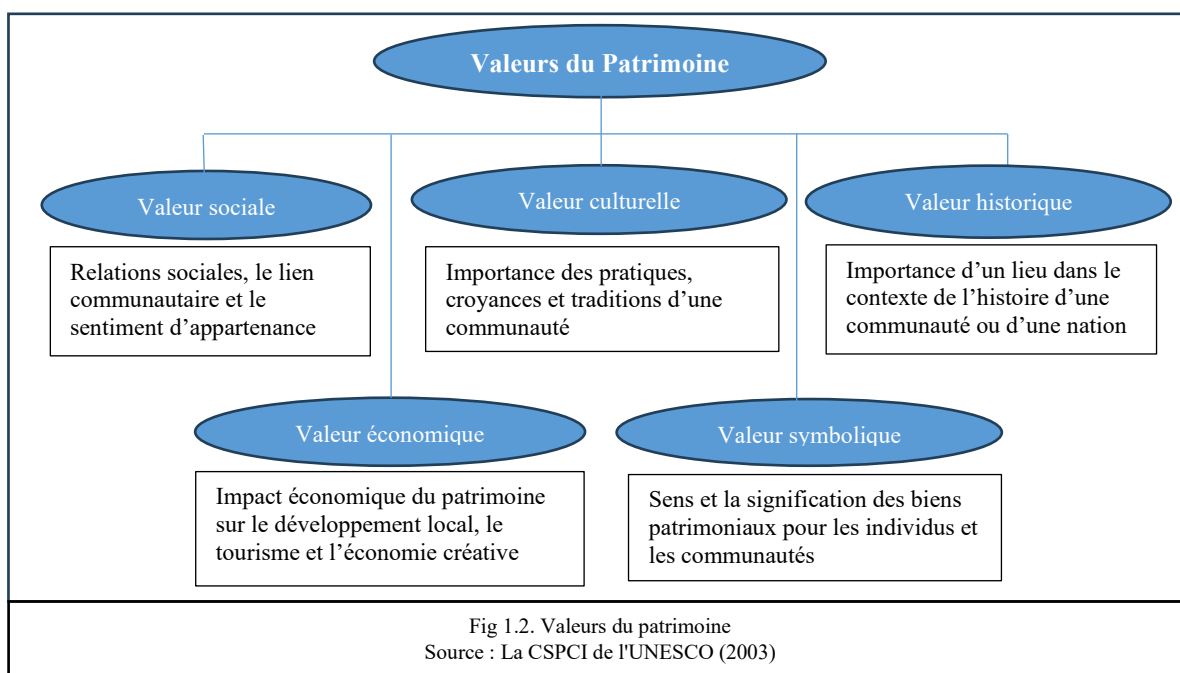 Valeurs du Patrimoine
Valeur sociale
Relations sociales, le lien
communautaire et le
sentiment d'appartenance
Valeur culturelle
Importance des pratiques,
croyances et traditions d'une
communauté
Valeur historique
Importance d'un lieu dans le
contexte de l'histoire d'une
communauté ou d'une nation
Valeur économique
Impact économique du patrimoine
sur le développement local, le
tourisme et l'économie créative
Valeur symbolique
Sens et la signification des biens
patrimoniaux pour les individus et
les communautés
Fig 1.2. Valeurs du patrimoine
Source : La CSPCI de l'UNESCO (2003)